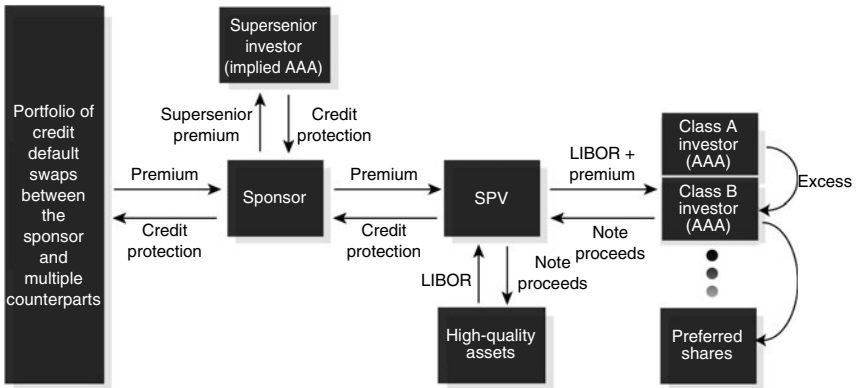 Portfolio of
credit
default
swaps
between
the
sponsor
and
multiple
counterparts
Supersenior
investor
(implied AAA)
Supersenior
premium
Credit
protection
Premium
Credit
protection
Sponsor
Premium
Credit
protection
SPV
LIBOR +
premium
Note
proceeds
LIBOR
Note
proceeds
High-quality
assets
Class A
investor
(AAA)
Class B
investor
(AAA)
Excess
Preferred
shares